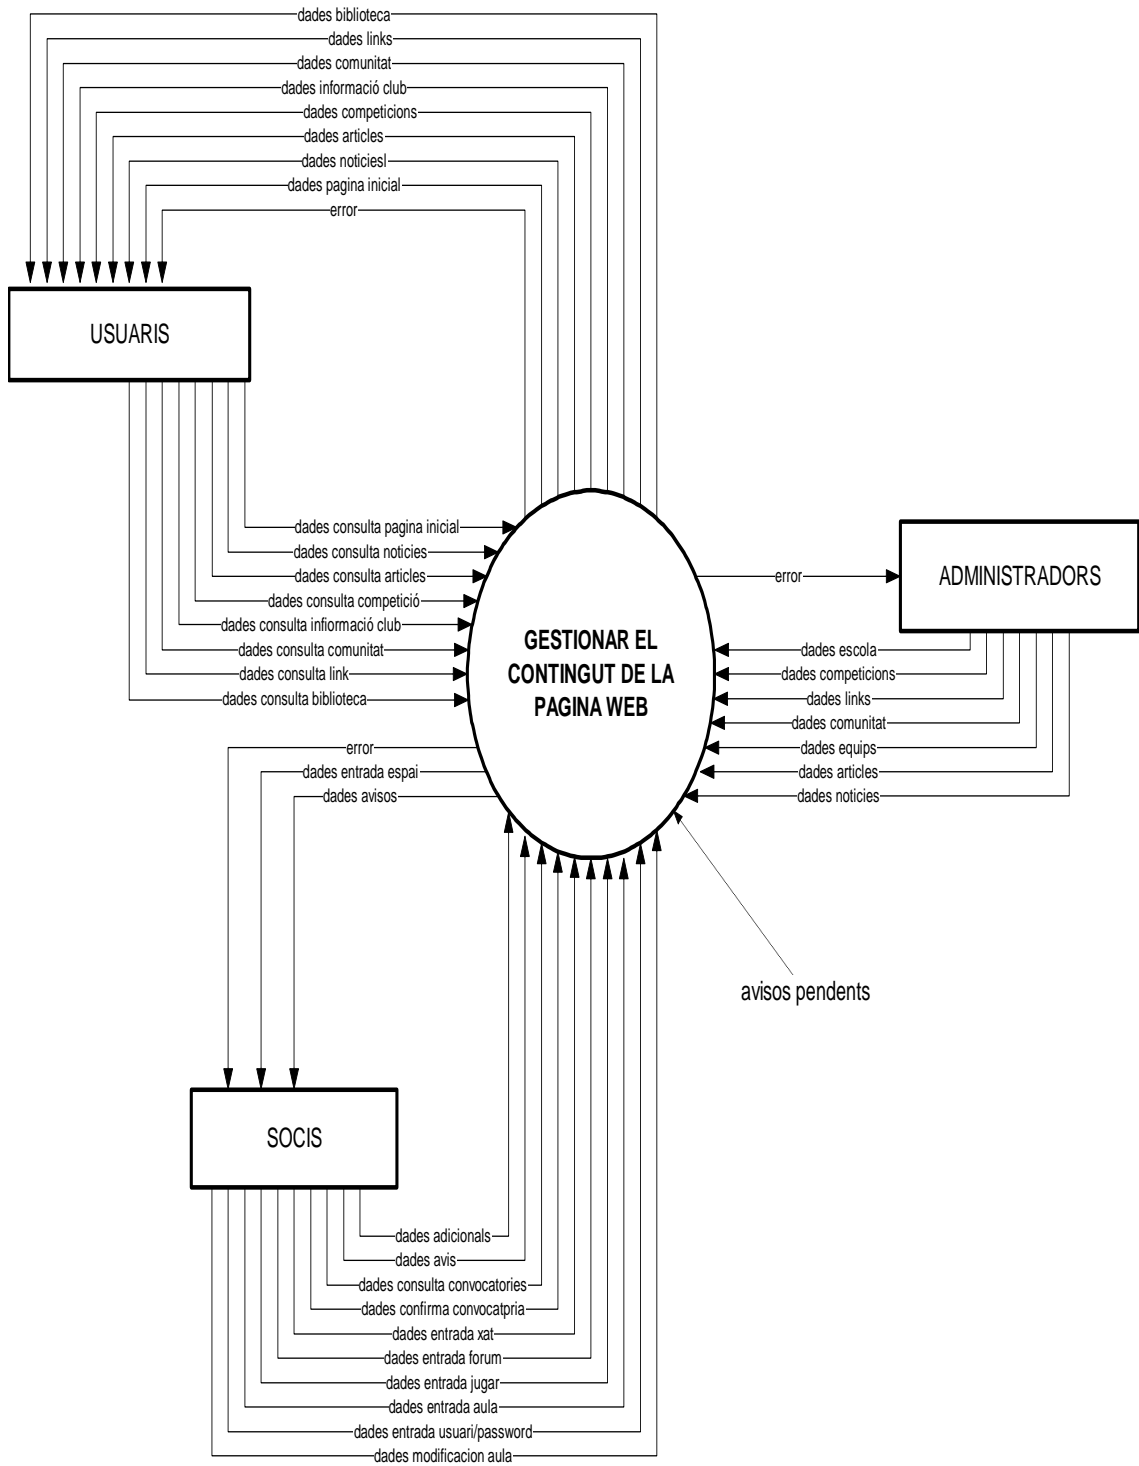 dades biblioteca
dades links
dades comunitat
dades informació club
dades competicions
dades articles
dades noticiesl
dades pagina inicial
error
USUARIS
dades consulta pagina inicial
dades consulta noticies
dades consulta articles
dades consulta competició
dades consulta infiormació club
dades consulta comunitat
dades consulta link
dades consulta biblioteca
GESTIONAR EL
CONTINGUT DE LA
PAGINA WEB
error
ADMINISTRADORS
dades escola
dades competicions
dades links
dades comunitat
dades equips
dades articles
dades noticies
error
dades entrada espai
dades avisos
avisos pendents
SOCIS
dades adicionals
dades avis
dades consulta convocatories
dades confirma convocatpria
dades entrada xat
dades entrada forum
dades entrada jugar
dades entrada aula
dades entrada usuari/password
dades modificacion aula